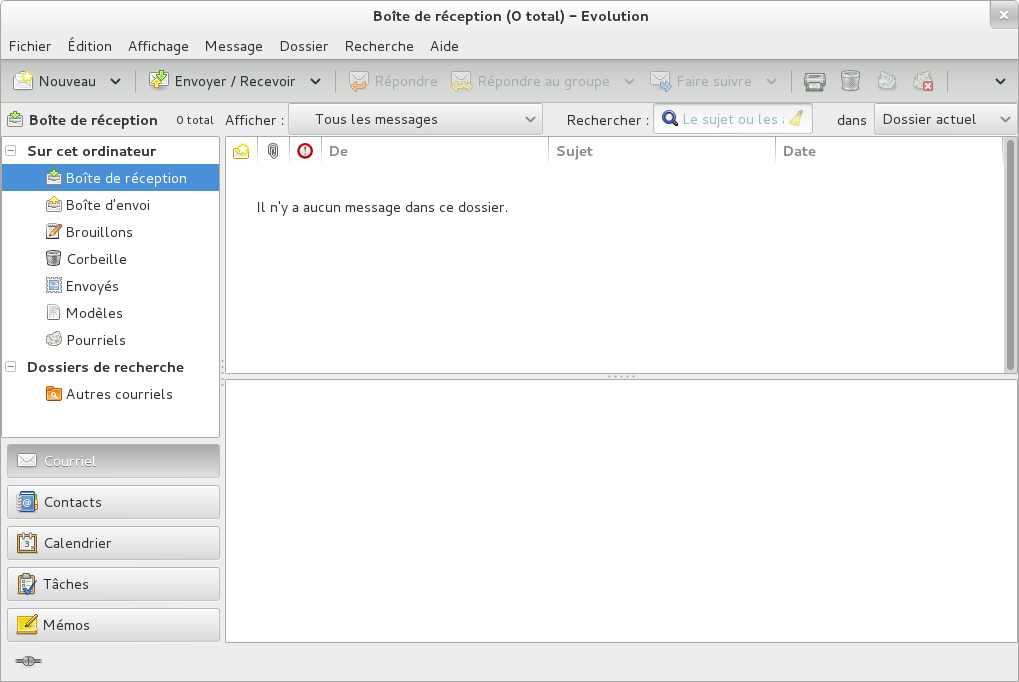 Boîte de réception (0 total) – Evolution
Fichier Édition Affichage Message Dossier Recherche Aide
Nouveau Envoyer / Recevoir Répondre Répondre au groupe Faire suivre
Boîte de réception 0 total Afficher : Tous les messages Rechercher : Le sujet ou les dans Dossier actuel
Sur cet ordinateur
Boîte de réception
Boîte d'envoi
Brouillons
Corbeille
Envoyés
Modèles
Pourriels
Dossiers de recherche
Autres courriels
De Sujet Date
Il n'y a aucun message dans ce dossier.
Courriel
Contacts
Calendrier
Tâches
Mémos